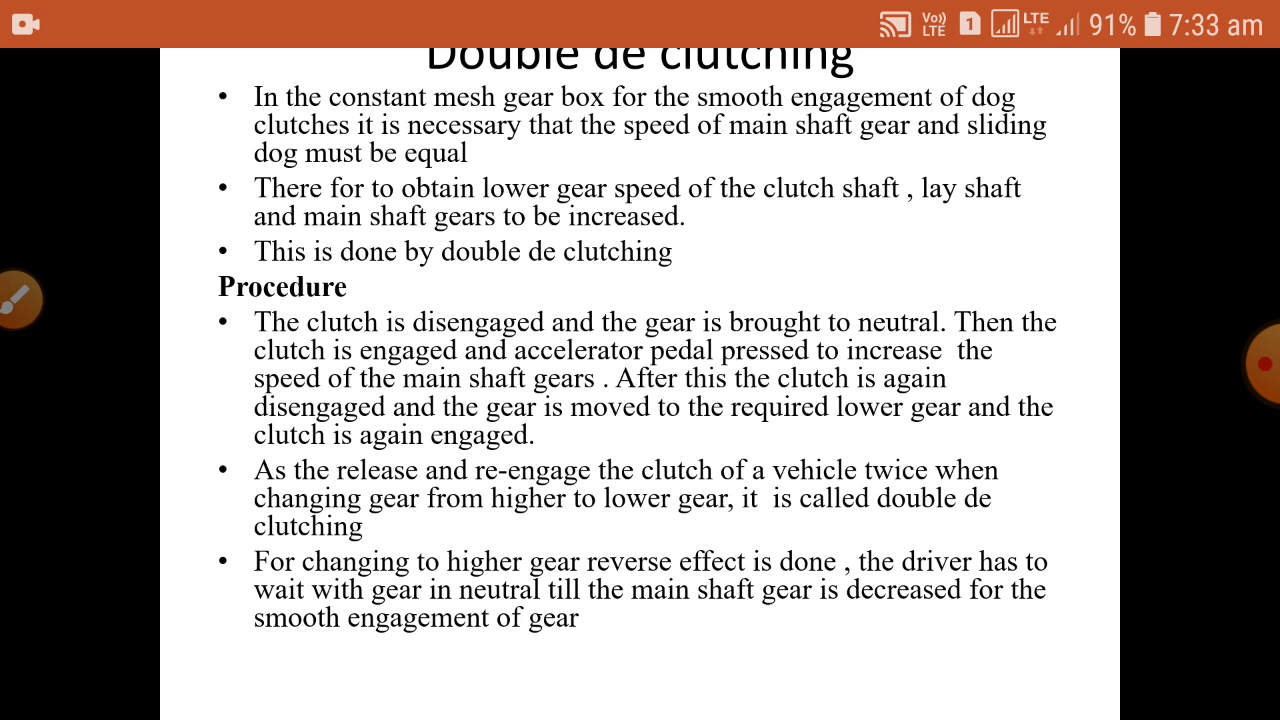 Vo)) LTE 1 LTE 91% 7:33 am
Double de clutching
• In the constant mesh gear box for the smooth engagement of dog
clutches it is necessary that the speed of main shaft gear and sliding
dog must be equal
• There for to obtain lower gear speed of the clutch shaft , lay shaft
and main shaft gears to be increased.
• This is done by double de clutching
Procedure
• The clutch is disengaged and the gear is brought to neutral. Then the
clutch is engaged and accelerator pedal pressed to increase  the
speed of the main shaft gears . After this the clutch is again
disengaged and the gear is moved to the required lower gear and the
clutch is again engaged.
• As the release and re-engage the clutch of a vehicle twice when
changing gear from higher to lower gear, it  is called double de
clutching
• For changing to higher gear reverse effect is done , the driver has to
wait with gear in neutral till the main shaft gear is decreased for the
smooth engagement of gear